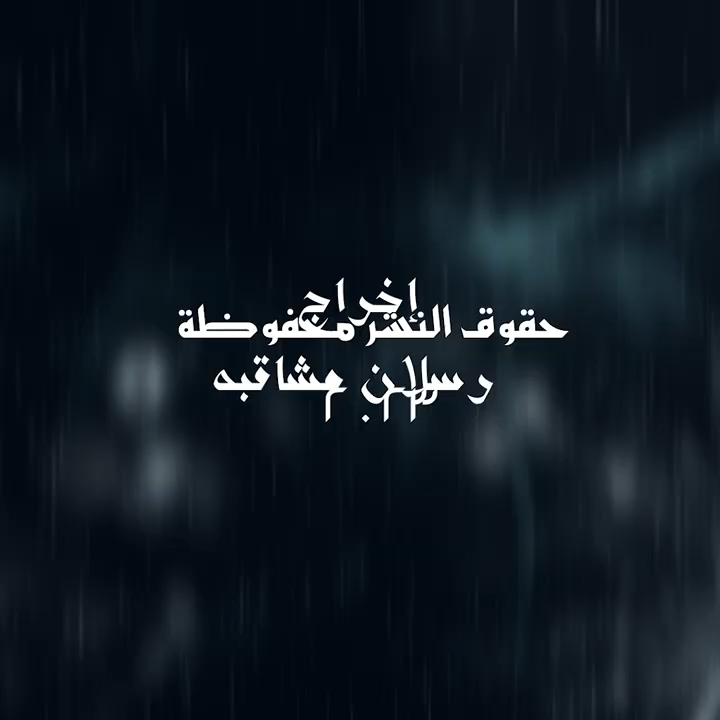 إخراج
حقوق النشر محفوظة
رسلان مشاقبه